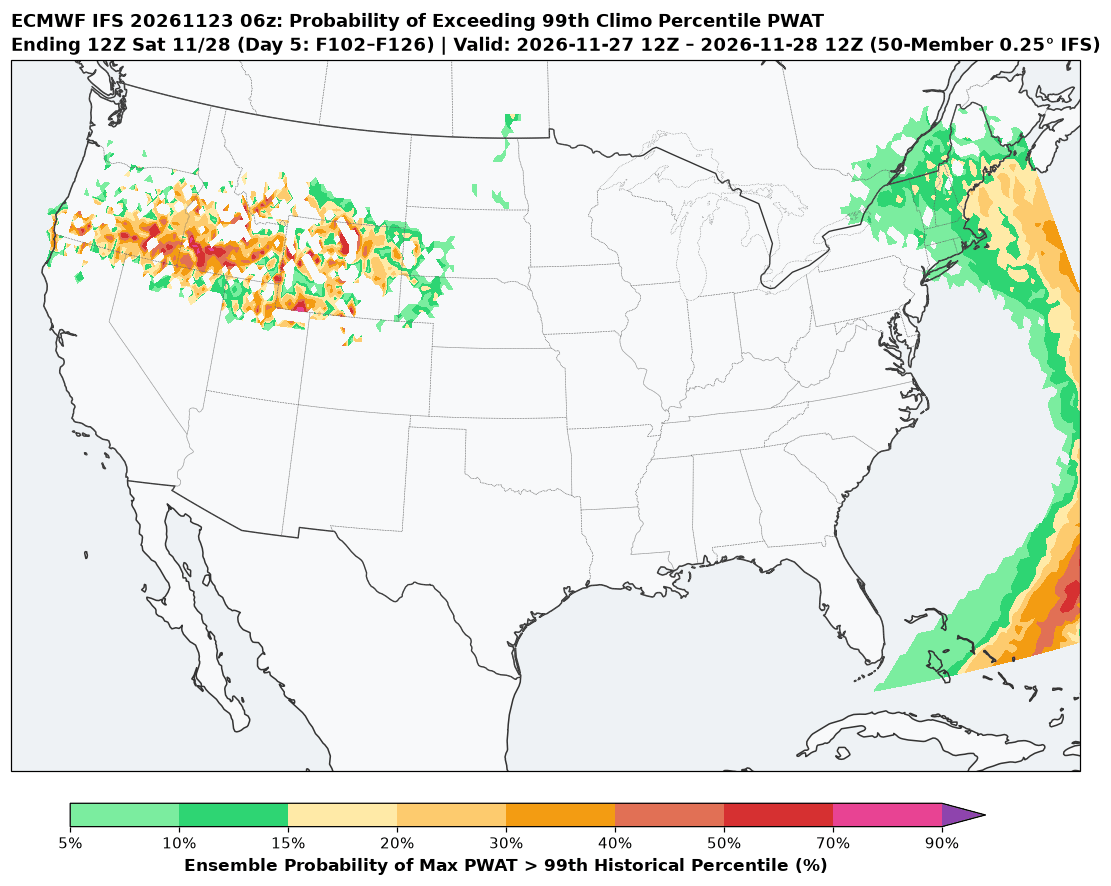 ECMWF IFS 20261123 06z: Probability of Exceeding 99th Climo Percentile PWAT
Ending 12Z Sat 11/28 (Day 5: F102–F126) | Valid: 2026-11-27 12Z – 2026-11-28 12Z (50-Member 0.25° IFS)
5% 10% 15% 20% 30% 40% 50% 70% 90%
Ensemble Probability of Max PWAT > 99th Historical Percentile (%)